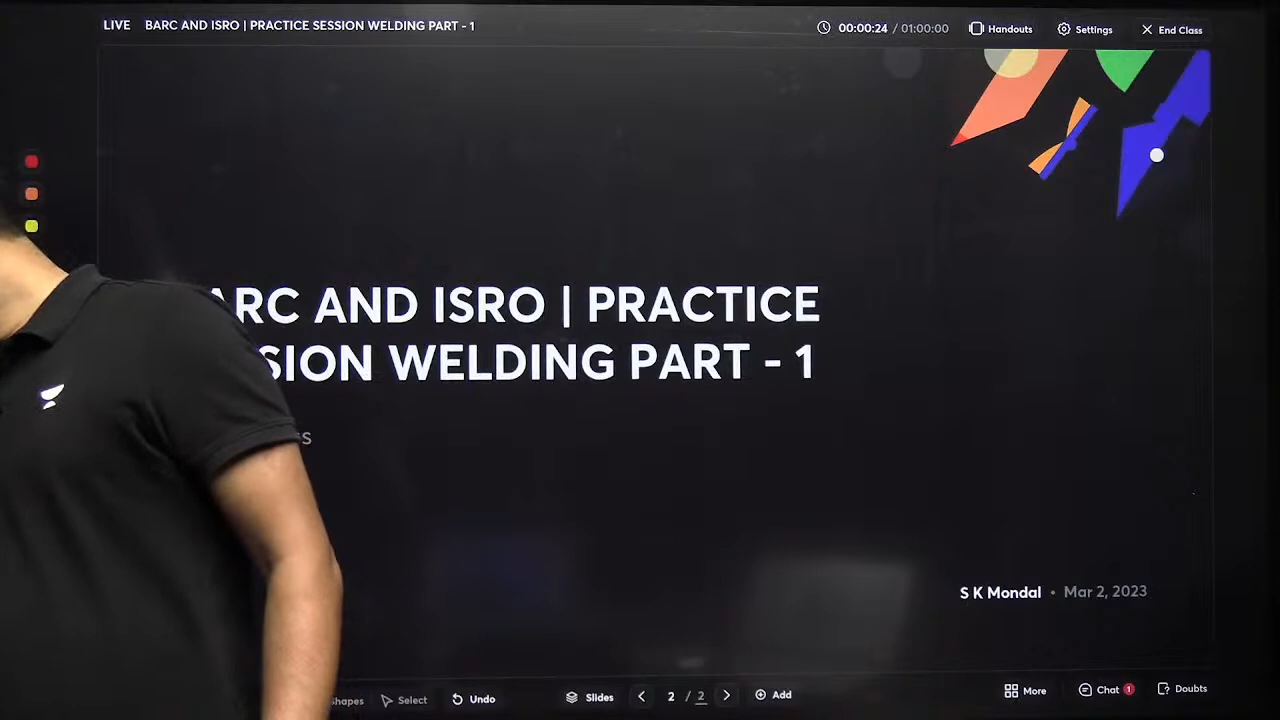 LIVE BARC AND ISRO | PRACTICE SESSION WELDING PART - 1
00:00:24 / 01:00:00 Handouts Settings End Class
ARC AND ISRO | PRACTICE
SION WELDING PART - 1
S K Mondal • Mar 2, 2023
hapes Select Undo Slides 2 / 2 Add More Chat 1 Doubts